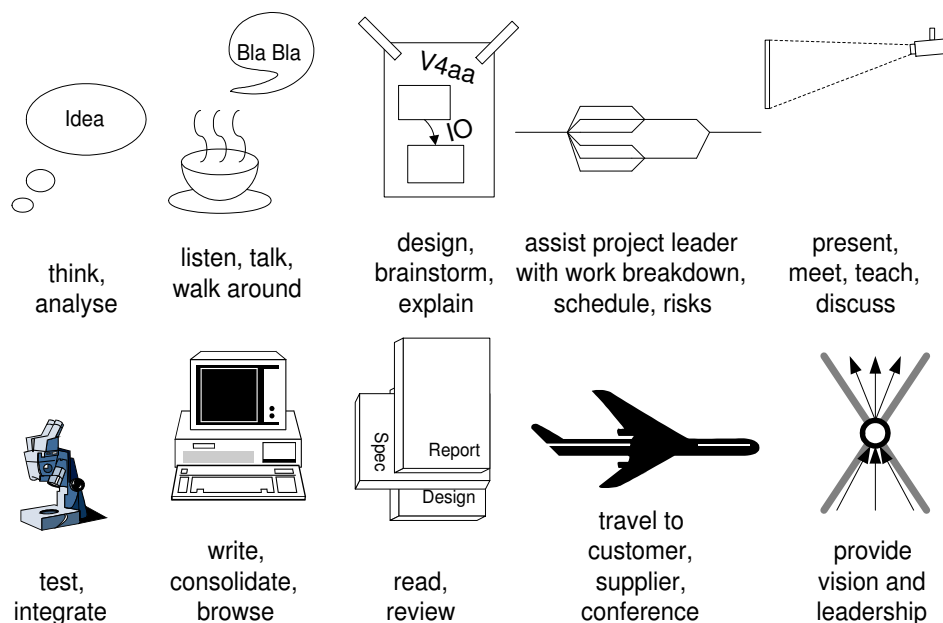 Bla Bla
Idea
V4aa
IO
think,
analyse
listen, talk,
walk around
design,
brainstorm,
explain
assist project leader
with work breakdown,
schedule, risks
present,
meet, teach,
discuss
Spec
Report
Design
test,
integrate
write,
consolidate,
browse
read,
review
travel to
customer,
supplier,
conference
provide
vision and
leadership